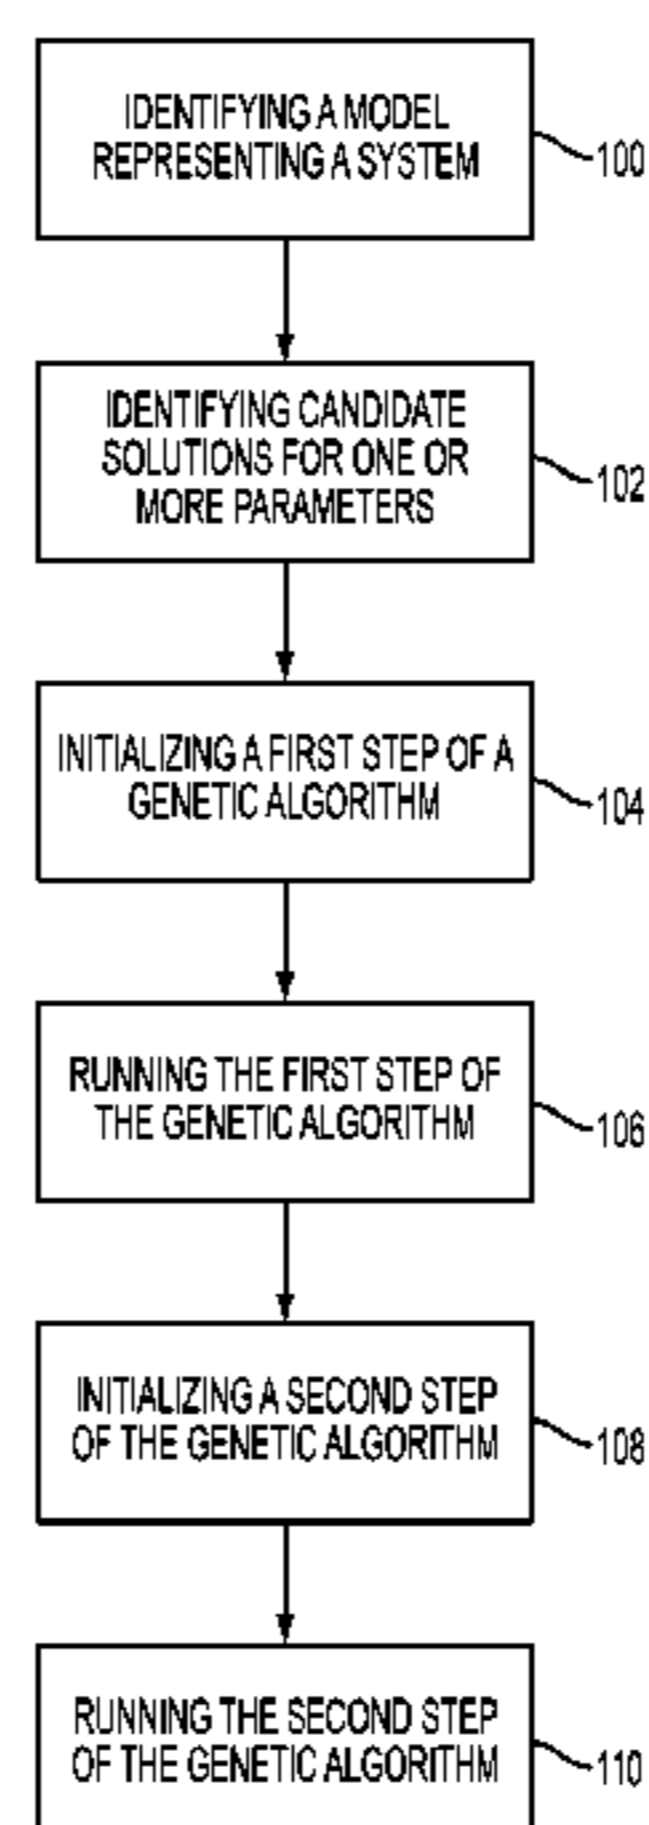 IDENTIFYING A MODEL
REPRESENTING A SYSTEM
100
IDENTIFYING CANDIDATE
SOLUTIONS FOR ONE OR
MORE PARAMETERS
102
INITIALIZING A FIRST STEP OF A
GENETIC ALGORITHM
104
RUNNING THE FIRST STEP OF
THE GENETIC ALGORITHM
106
INITIALIZING A SECOND STEP
OF THE GENETIC ALGORITHM
108
RUNNING THE SECOND STEP
OF THE GENETIC ALGORITHM
110